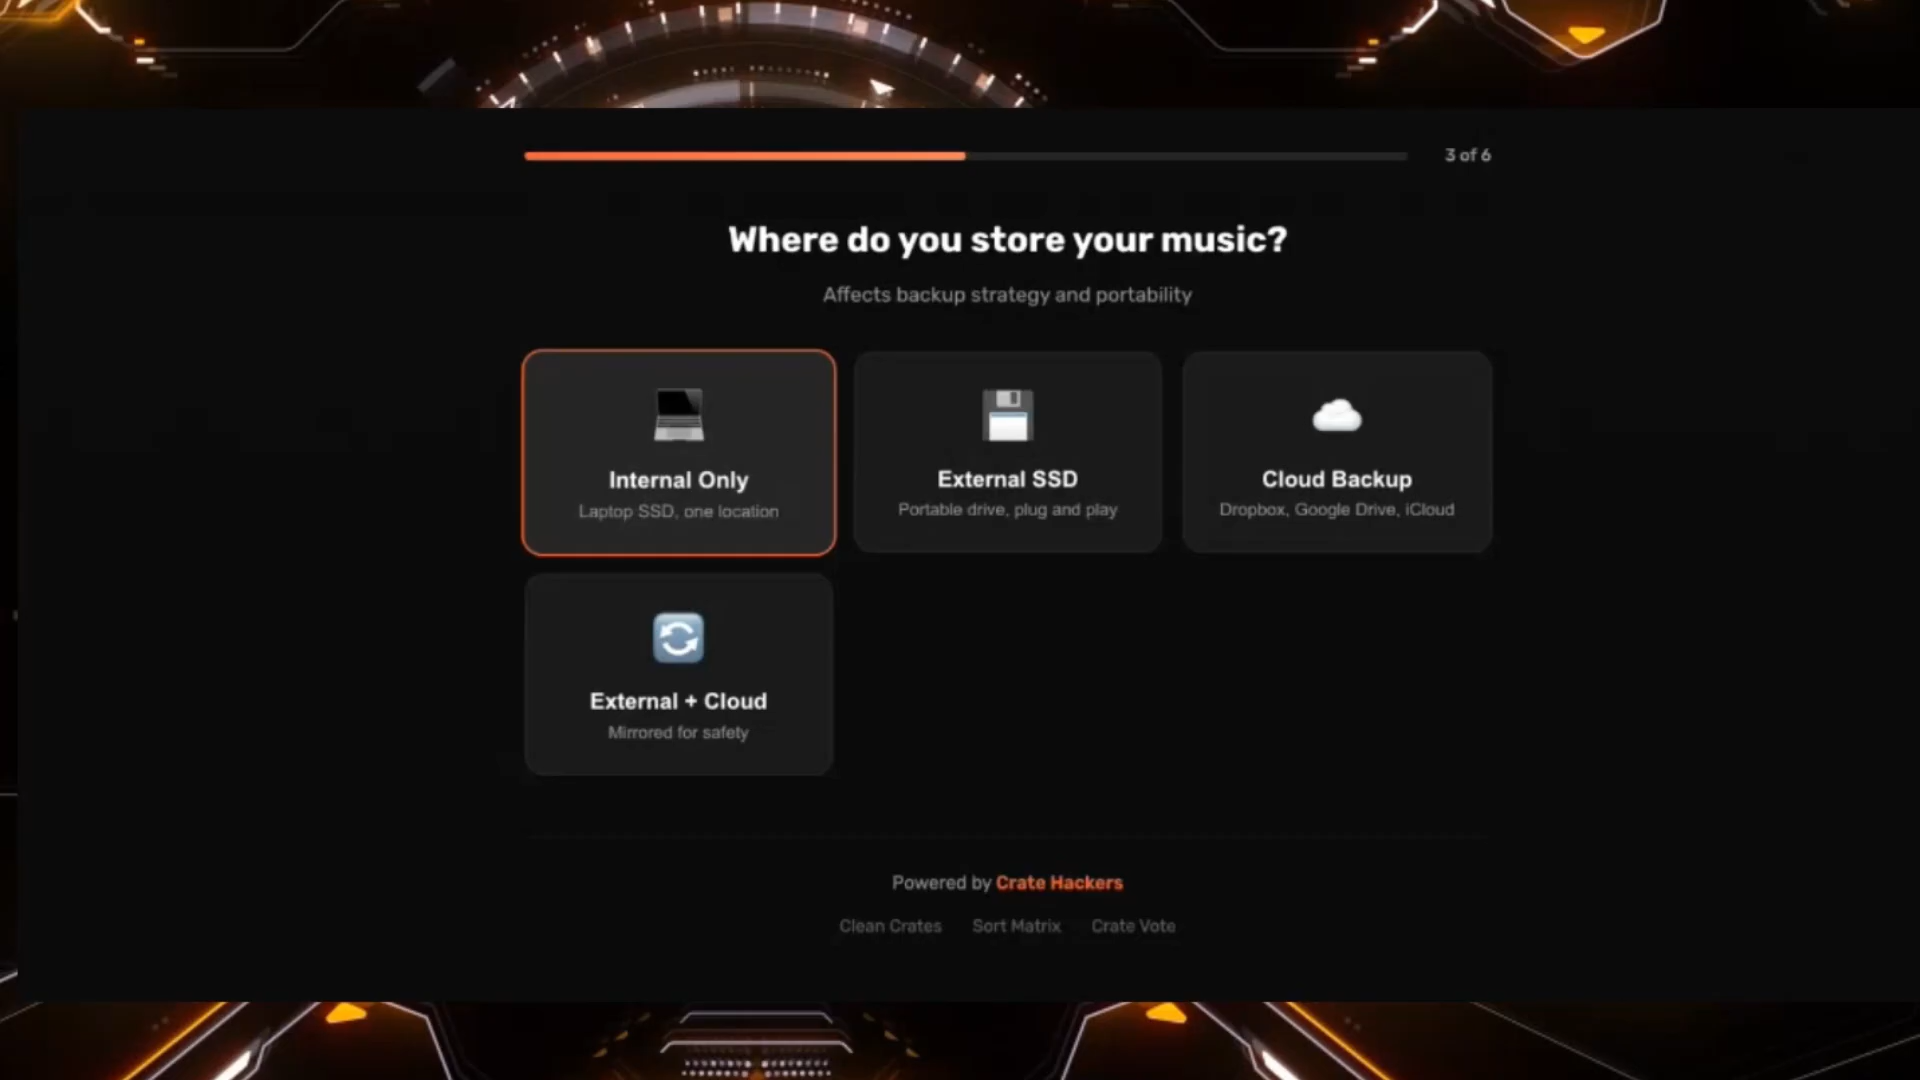 3 of 6
Where do you store your music?
Affects backup strategy and portability
Internal Only
Laptop SSD, one location
External SSD
Portable drive, plug and play
Cloud Backup
Dropbox, Google Drive, iCloud
External + Cloud
Mirrored for safety
Powered by Crate Hackers
Clean Crates Sort Matrix Crate Vote